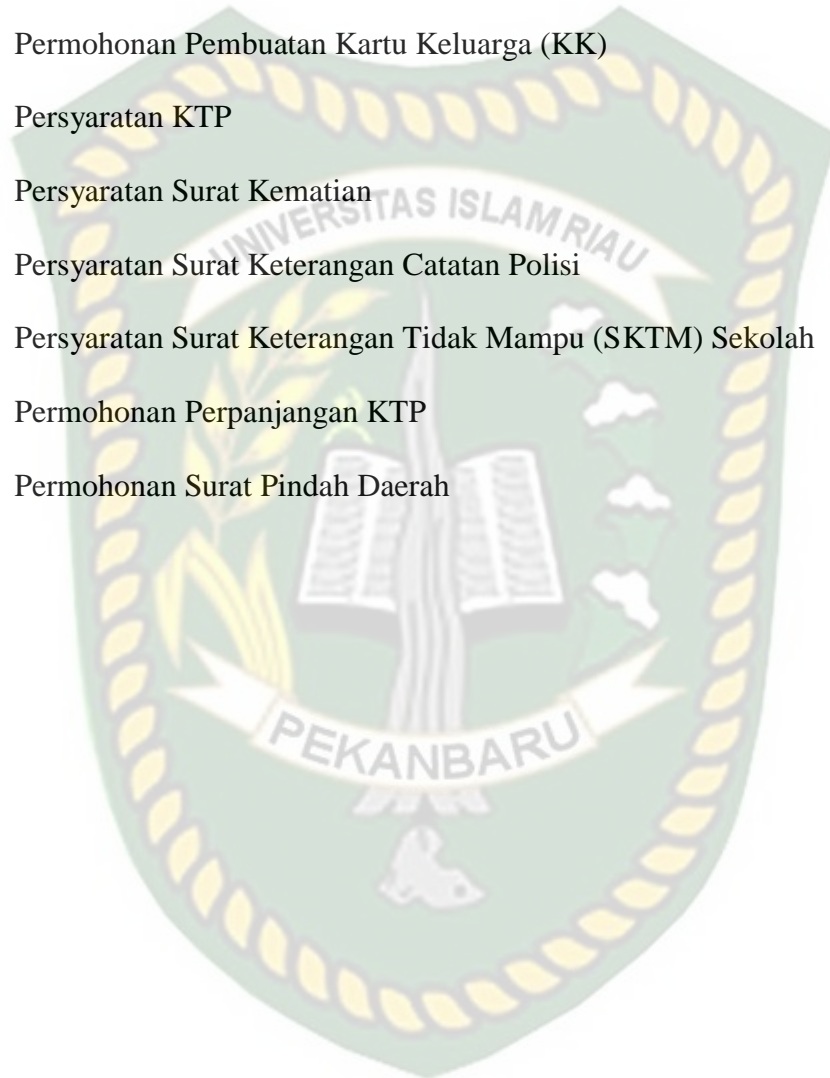 Permohonan Pembuatan Kartu Keluarga (KK)
Persyaratan KTP
Persyaratan Surat Kematian
UNIVERSITAS ISLAM RIAU
Persyaratan Surat Keterangan Catatan Polisi
Persyaratan Surat Keterangan Tidak Mampu (SKTM) Sekolah
Permohonan Perpanjangan KTP
Permohonan Surat Pindah Daerah
PEKANBARU